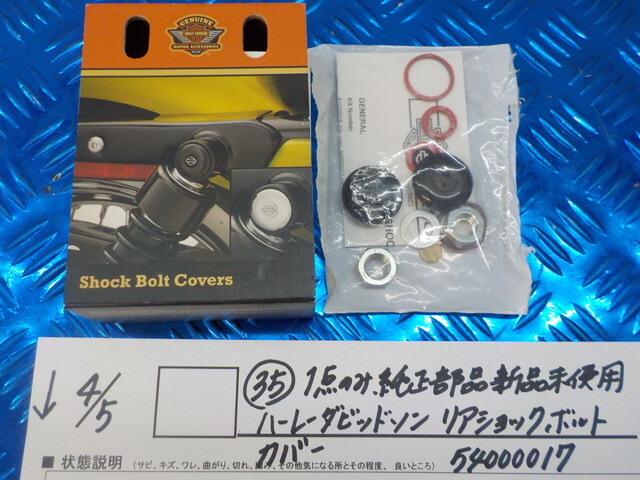 GENUINE
HARLEY-DAVIDSON
MOTOR ACCESSORIES
Shock Bolt Covers
GENERAL
Kit Number
SHOC
↓ 4/5
㉟ 1点のみ.純正部品新品未使用
ハーレーダビッドソン リアショック.ボルト
カバー 54000017
■ 状態説明 (サビ、キズ、ワレ、曲がり、切れ、その他気になる所とその程度、良いところ)